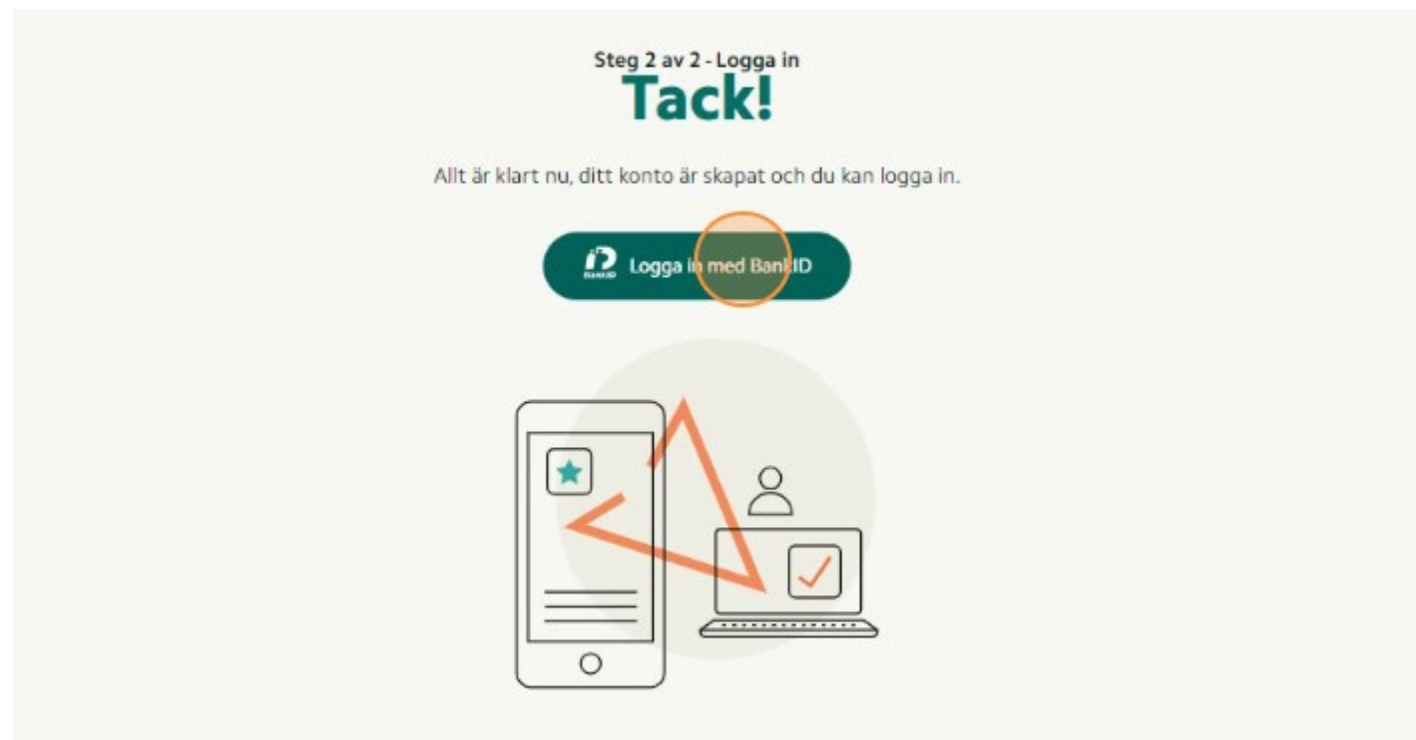 Steg 2 av 2 - Logga in
Tack!
Allt är klart nu, ditt konto är skapat och du kan logga in.
BankID Logga in med BankID